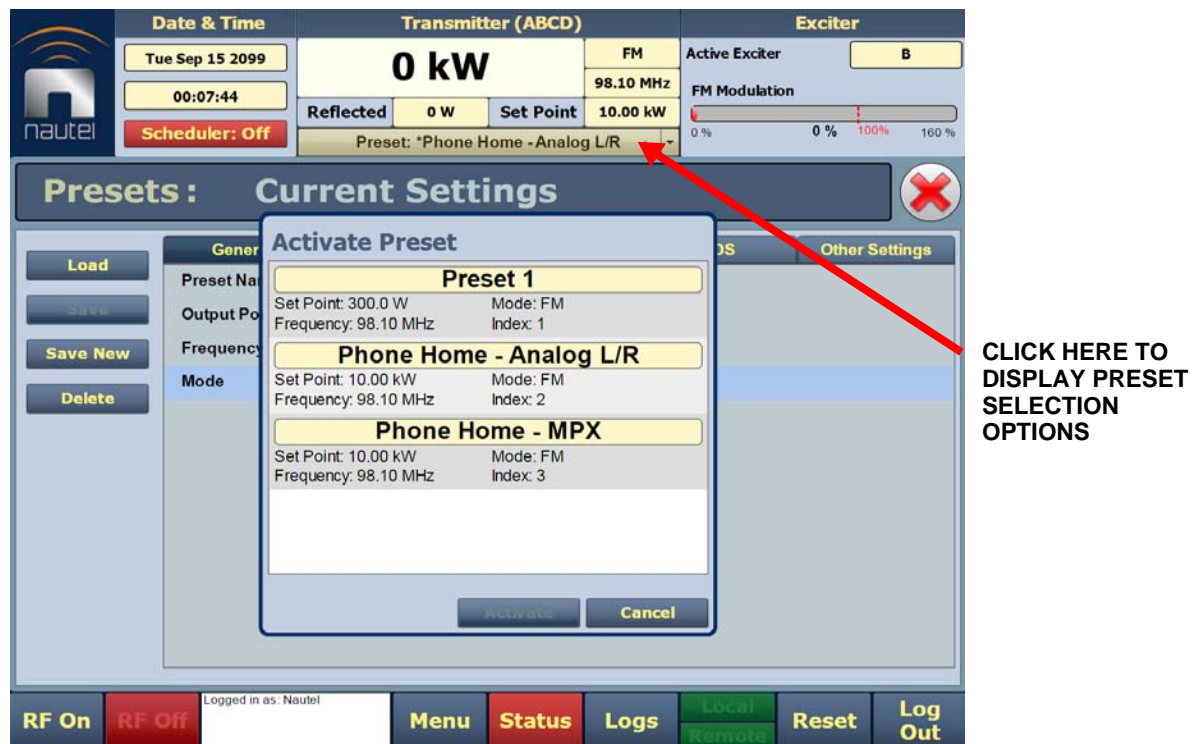 Date & Time
Transmitter (ABCD)
Exciter
nautel
Tue Sep 15 2099
00:07:44
Scheduler: Off
0 kW
FM
98.10 MHz
Reflected 0 W Set Point 10.00 kW
Preset: *Phone Home - Analog L/R
Active Exciter B
FM Modulation
0 % 0 % 100% 160 %
Presets: Current Settings
Load
Save
Save New
Delete
Gener
DS
Other Settings
Preset Na
Output Po
Frequency
Mode
Activate Preset
Preset 1
Set Point: 300.0 W Mode: FM
Frequency: 98.10 MHz Index: 1
Phone Home - Analog L/R
Set Point: 10.00 kW Mode: FM
Frequency: 98.10 MHz Index: 2
Phone Home - MPX
Set Point: 10.00 kW Mode: FM
Frequency: 98.10 MHz Index: 3
Activate
Cancel
CLICK HERE TO
DISPLAY PRESET
SELECTION
OPTIONS
RF On
RF Off
Logged in as: Nautel
Menu
Status
Logs
Local
Remote
Reset
Log
Out